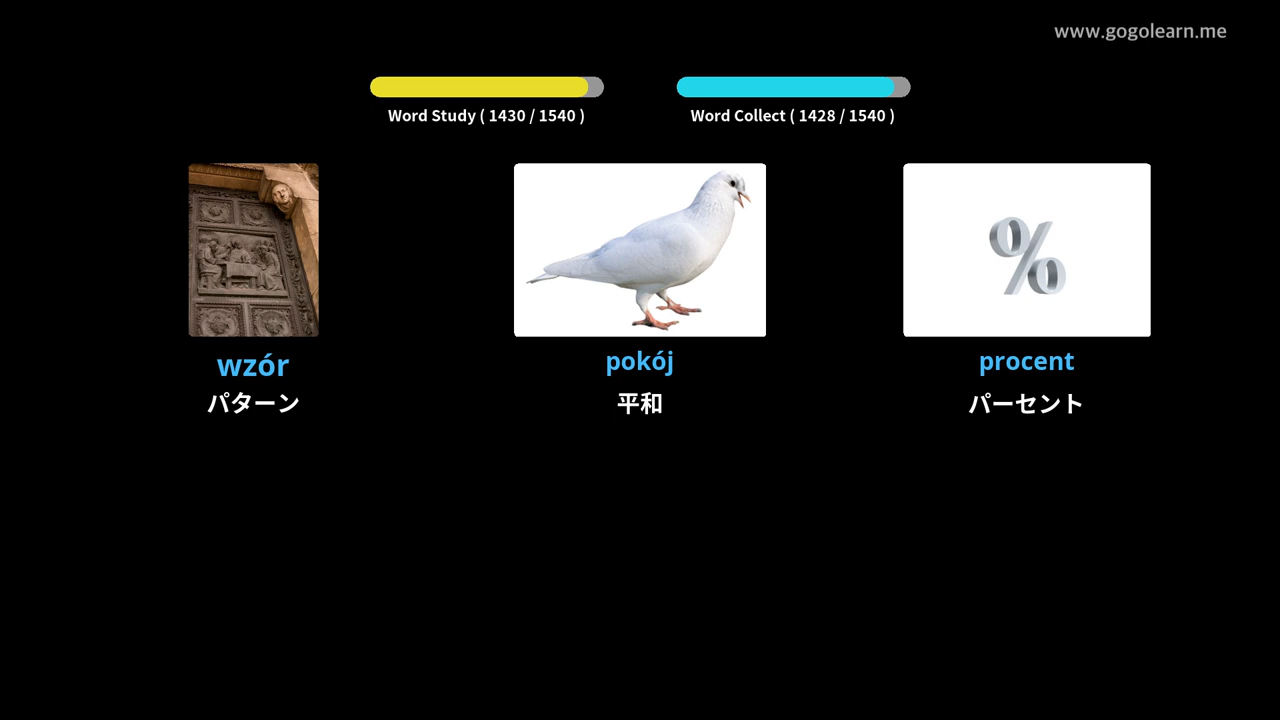 www.gogolearn.me
Word Study ( 1430 / 1540 )
Word Collect ( 1428 / 1540 )
%
wzór
パターン
pokój
平和
procent
パーセント